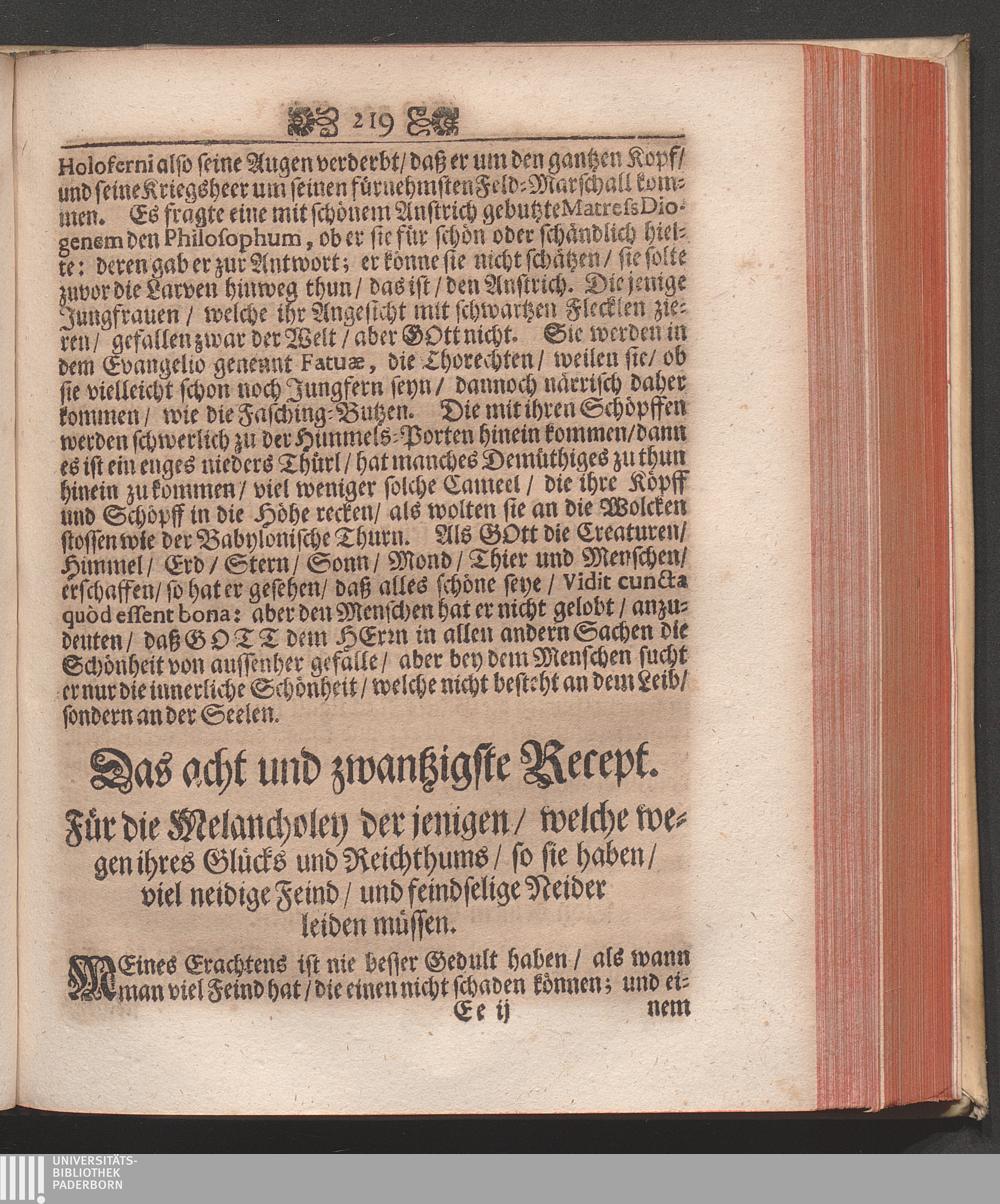 219
Holoferni also seine Augen verderbt/ daß er um den gantzen Kopf/
und seine Kriegsheer um seinen fürnehmsten Feld-Marschall kom-
men. Es fragte eine mit schönem Anstrich gebutzte Matress Dio-
genem den Philosophum, ob er sie für schön oder schändlich hiel-
te: deren gab er zur Antwort; er könne sie nicht schätzen/ sie solte
zuvor die Larven hinweg thun/ das ist/ den Anstrich. Die jenige
Jungfrauen/ welche ihr Angesicht mit schwartzen Flecklen zie-
ren/ gefallen zwar der Welt/ aber GOtt nicht. Sie werden in
dem Evangelio genennt Fatuæ, die Thorechten/ weilen sie/ ob
sie vielleicht schon noch Jungfern seyn/ dannoch närrisch daher
kommen/ wie die Fasching-Butzen. Die mit ihren Schöpffen
werden schwerlich zu der Himmels-Porten hinein kommen/ dann
es ist ein enges nieders Thürl/ hat manches Demüthiges zu thun
hinein zu kommen/ viel weniger solche Cameel/ die ihre Köpff
und Schöpff in die Höhe recken/ als wolten sie an die Wolcken
stossen wie der Babylonische Thurn. Als GOtt die Creaturen/
Himmel/ Erd/ Stern/ Sonn/ Mond/ Thier und Menschen/
erschaffen/ so hat er gesehen/ daß alles schöne seye/ Vidit cuncta
quòd essent bona: aber den Menschen hat er nicht gelobt/ anzu-
deuten/ daß GOTT dem HErrn in allen andern Sachen die
Schönheit von aussenher gefalle/ aber bey dem Menschen sucht
er nur die innerliche Schönheit/ welche nicht besteht an dem Leib/
sondern an der Seelen.
Das acht und zwantzigste Recept.
Für die Melancholey der jenigen/ welche we-
gen ihres Glücks und Reichthums/ so sie haben/
viel neidige Feind/ und feindselige Neider
leiden müssen.
MEines Erachtens ist nie besser Gedult haben/ als wann
man viel Feind hat/ die einen nicht schaden können; und ei-
Ee ij nem
UNIVERSITÄTS-
BIBLIOTHEK
PADERBORN